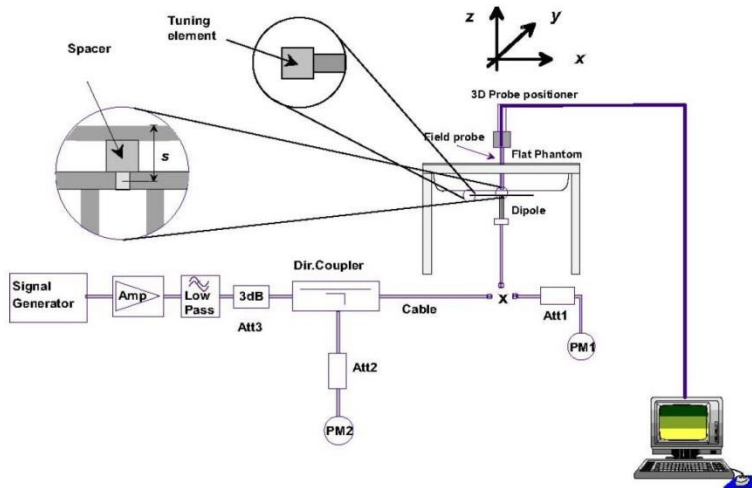 Tuning
element
Spacer
s
z
y
x
3D Probe positioner
Field probe
Flat Phantom
Dipole
Dir.Coupler
Signal
Generator
Amp
Low
Pass
3dB
Att3
Cable
x
Att1
PM1
Att2
PM2